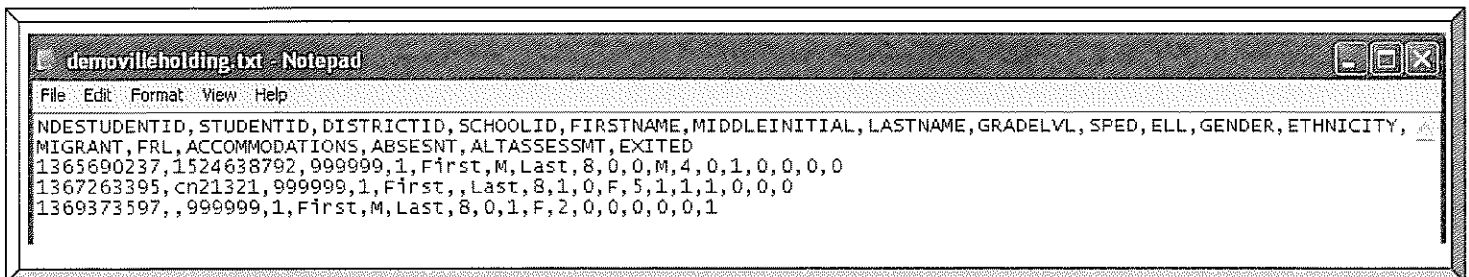 demovilleholding.txt - Notepad
File Edit Format View Help
NDESTUDENTID,STUDENTID,DISTRICTID,SCHOOLID,FIRSTNAME,MIDDLEINITIAL,LASTNAME,GRADELVL,SPED,ELL,GENDER,ETHNICITY,
MIGRANT,FRL,ACCOMMODATIONS,ABSESNT,ALTASSESSMT,EXITED
1365690237,1524638792,999999,1,First,M,Last,8,0,0,M,4,0,1,0,0,0,0
1367263395,cn21321,999999,1,First,,Last,8,1,0,F,5,1,1,1,0,0,0
1369373597,,999999,1,First,M,Last,8,0,1,F,2,0,0,0,0,0,1